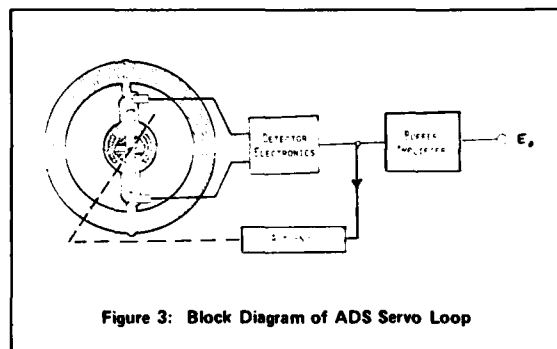 DETECTOR
ELECTRONICS
BUFFER
AMPLIFIER
E₀
Figure 3: Block Diagram of ADS Servo Loop